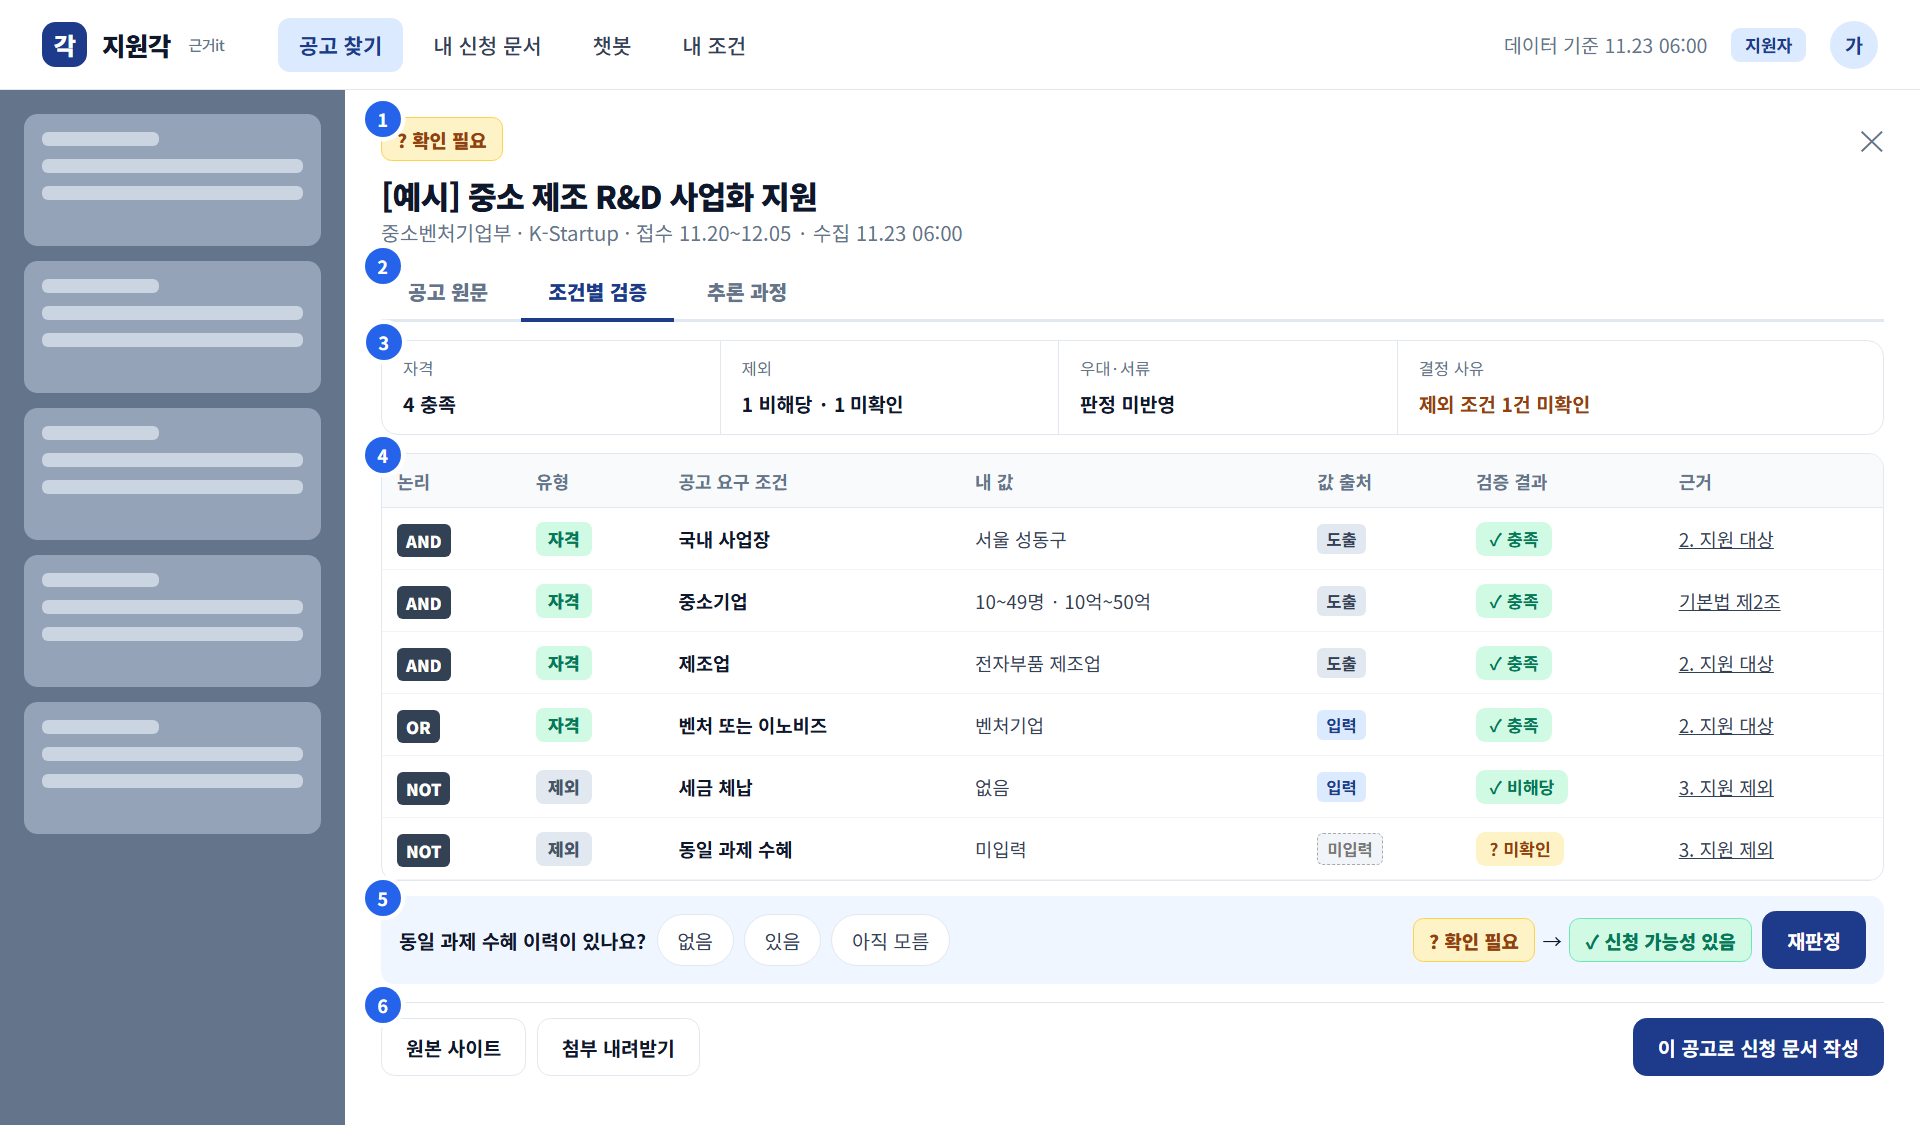 각 지원각 근거it 공고 찾기 내 신청 문서 챗봇 내 조건 데이터 기준 11.23 06:00 지원자 가
1
? 확인 필요
[예시] 중소 제조 R&D 사업화 지원
중소벤처기업부 · K-Startup · 접수 11.20~12.05 · 수집 11.23 06:00
2
공고 원문 조건별 검증 추론 과정
3
자격 제외 우대·서류 결정 사유
4 충족 1 비해당 · 1 미확인 판정 미반영 제외 조건 1건 미확인
4
논리 유형 공고 요구 조건 내 값 값 출처 검증 결과 근거
AND 자격 국내 사업장 서울 성동구 도출 ✓ 충족 2. 지원 대상
AND 자격 중소기업 10~49명 · 10억~50억 도출 ✓ 충족 기본법 제2조
AND 자격 제조업 전자부품 제조업 도출 ✓ 충족 2. 지원 대상
OR 자격 벤처 또는 이노비즈 벤처기업 입력 ✓ 충족 2. 지원 대상
NOT 제외 세금 체납 없음 입력 ✓ 비해당 3. 지원 제외
NOT 제외 동일 과제 수혜 미입력 미입력 ? 미확인 3. 지원 제외
5
동일 과제 수혜 이력이 있나요? 없음 있음 아직 모름 ? 확인 필요 → ✓ 신청 가능성 있음 재판정
6
원본 사이트 첨부 내려받기 이 공고로 신청 문서 작성